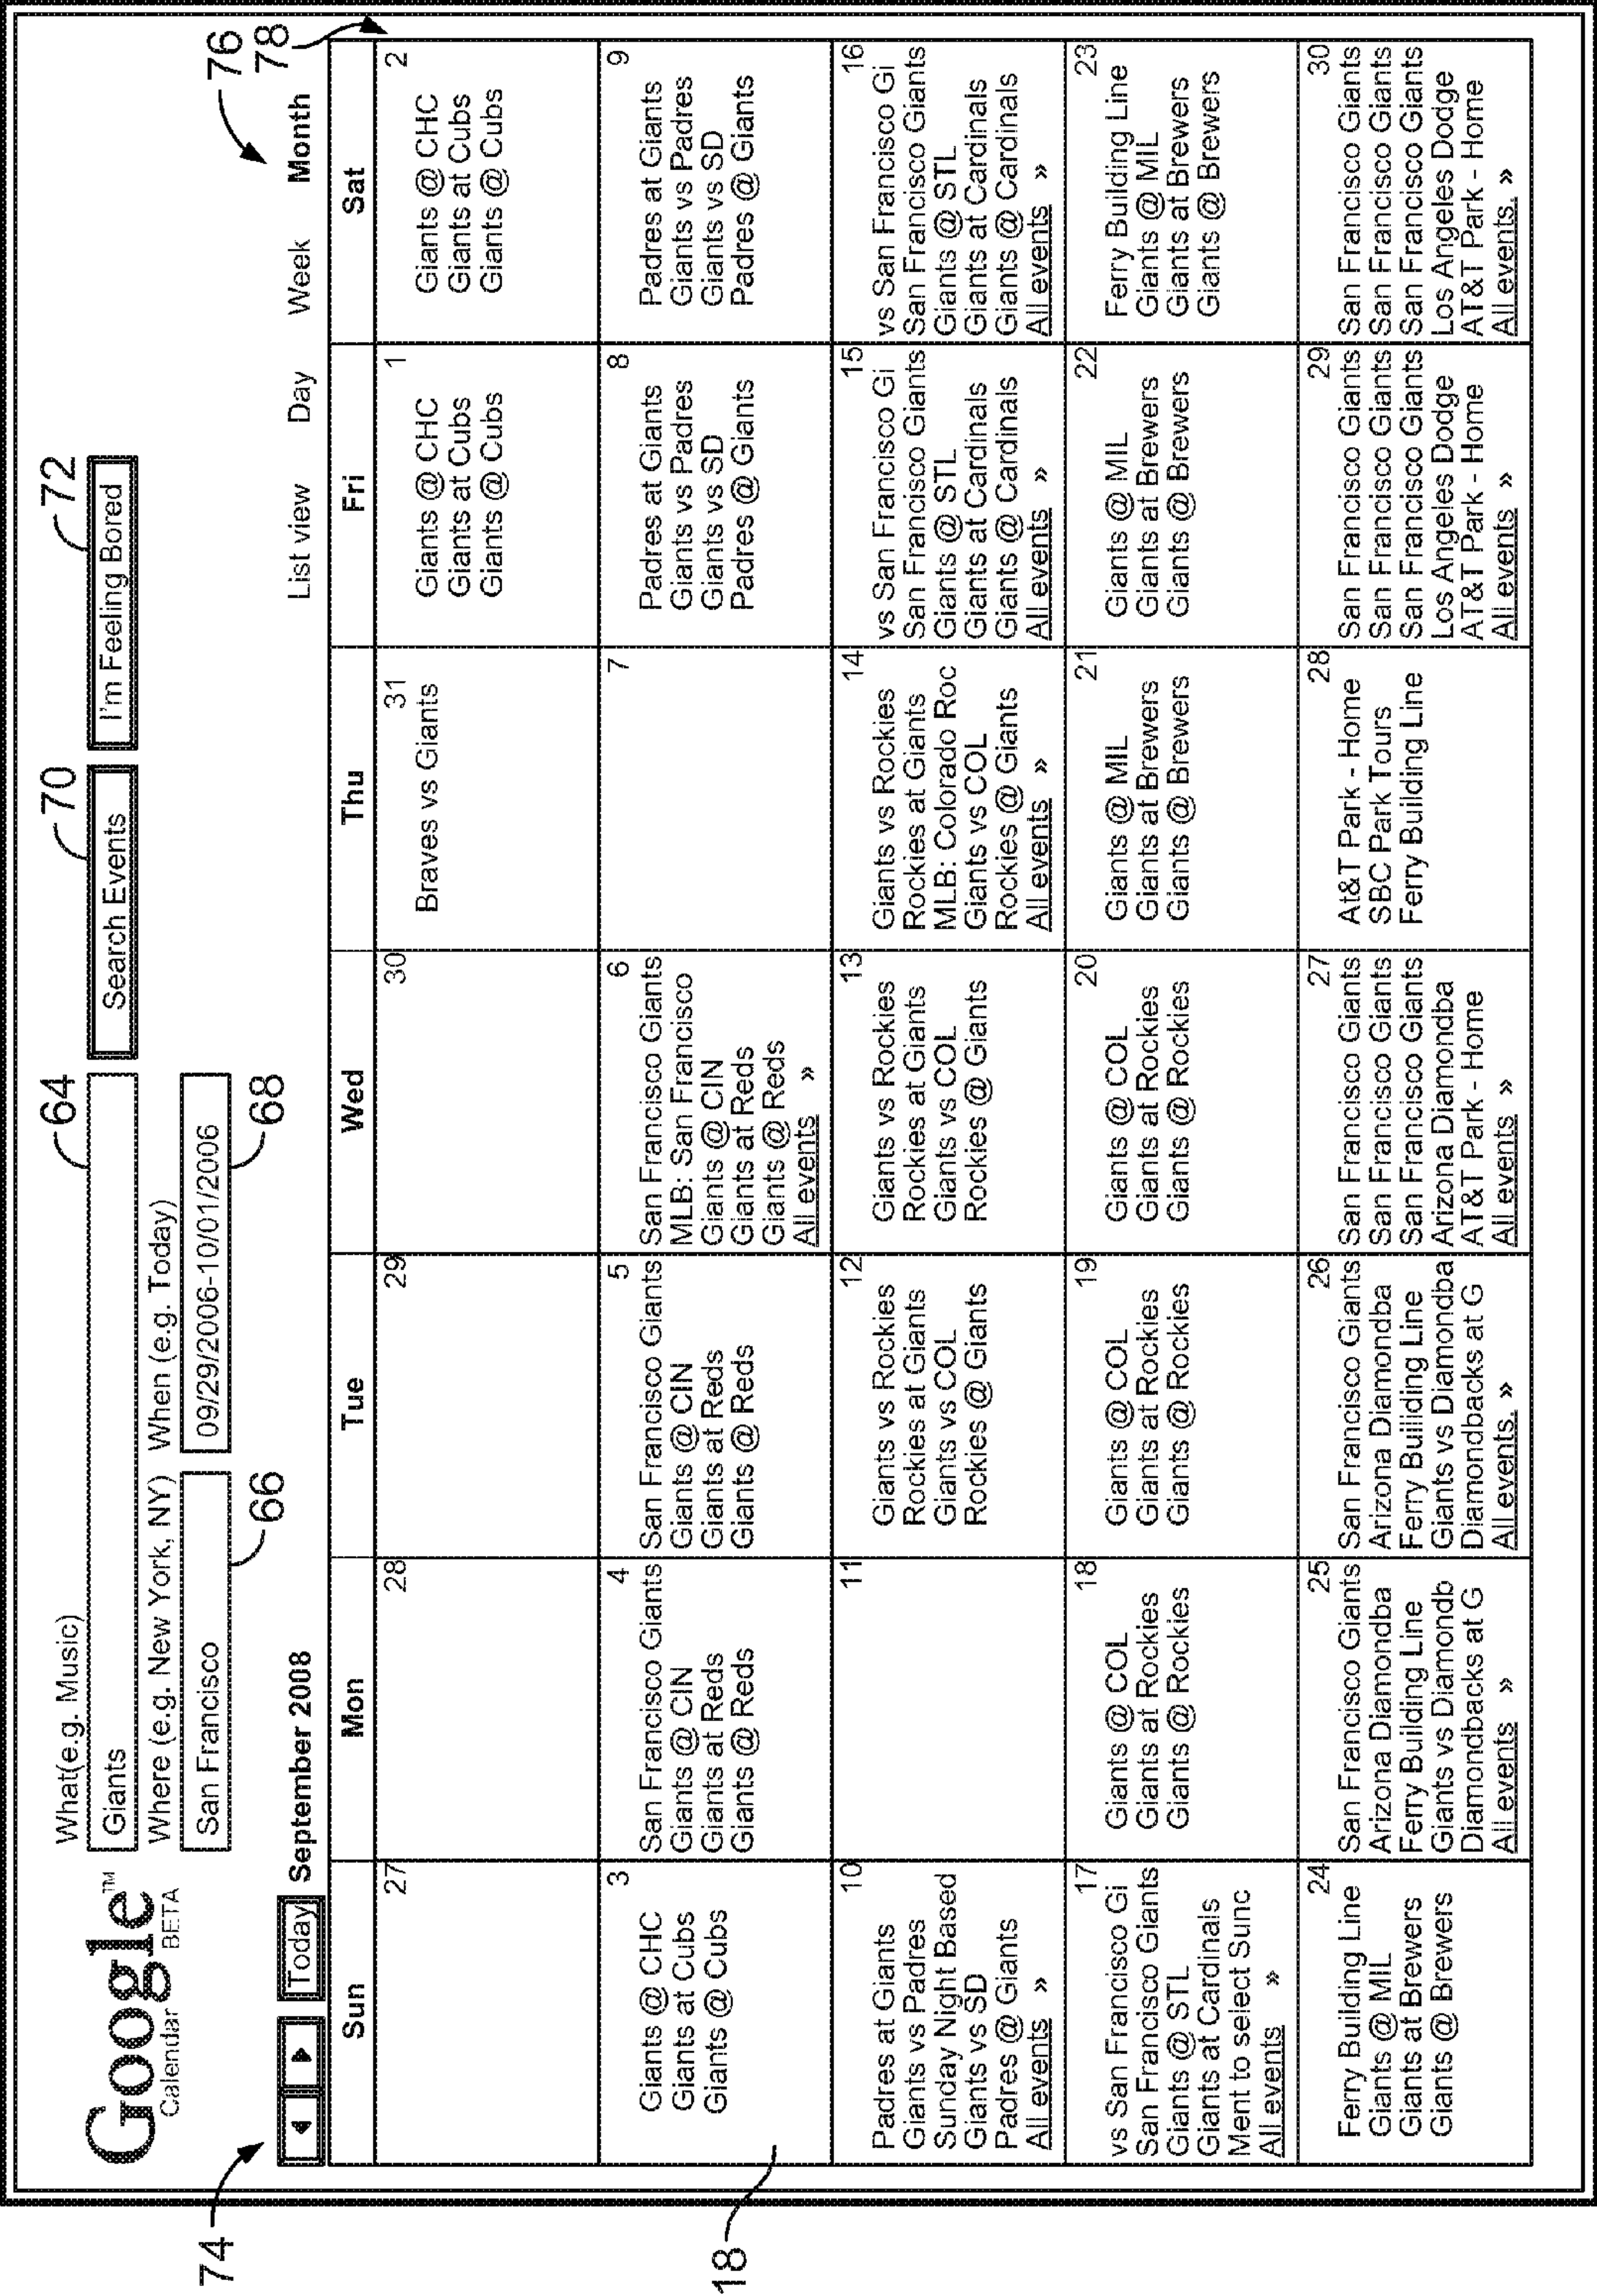 64
70
72
What(e.g. Music)
Google™
Calendar BETA
Giants
Search Events
I'm Feeling Bored
Where (e.g. New York, NY) When (e.g. Today)
San Francisco
09/29/2006-10/01/2006
66
68
74
76
78
Today
September 2008
List view Day Week Month
Sun Mon Tue Wed Thu Fri Sat
27
28
29
30
31
Braves vs Giants
1
Giants @ CHC
Giants at Cubs
Giants @ Cubs
2
Giants @ CHC
Giants at Cubs
Giants @ Cubs
3
Giants @ CHC
Giants at Cubs
Giants @ Cubs
4
San Francisco Giants
Giants @ CIN
Giants at Reds
Giants @ Reds
5
San Francisco Giants
Giants @ CIN
Giants at Reds
Giants @ Reds
6
San Francisco Giants
MLB: San Francisco
Giants @ CIN
Giants at Reds
Giants @ Reds
All events »
7
8
Padres at Giants
Giants vs Padres
Giants vs SD
Padres @ Giants
9
Padres at Giants
Giants vs Padres
Giants vs SD
Padres @ Giants
18
10
Padres at Giants
Giants vs Padres
Sunday Night Based
Giants vs SD
Padres @ Giants
All events »
11
12
Giants vs Rockies
Rockies at Giants
Giants vs COL
Rockies @ Giants
13
Giants vs Rockies
Rockies at Giants
Giants vs COL
Rockies @ Giants
14
Giants vs Rockies
Rockies at Giants
MLB: Colorado Roc
Giants vs COL
Rockies @ Giants
All events »
15
vs San Francisco Gi
San Francisco Giants
Giants @ STL
Giants at Cardinals
Giants @ Cardinals
All events »
16
vs San Francisco Gi
San Francisco Giants
Giants @ STL
Giants at Cardinals
Giants @ Cardinals
All events »
17
vs San Francisco Gi
San Francisco Giants
Giants @ STL
Giants at Cardinals
Ment to select Sunc
All events »
18
Giants @ COL
Giants at Rockies
Giants @ Rockies
19
Giants @ COL
Giants at Rockies
Giants @ Rockies
20
Giants @ COL
Giants at Rockies
Giants @ Rockies
21
Giants @ MIL
Giants at Brewers
Giants @ Brewers
22
Giants @ MIL
Giants at Brewers
Giants @ Brewers
23
Ferry Building Line
Giants @ MIL
Giants at Brewers
Giants @ Brewers
24
Ferry Building Line
Giants @ MIL
Giants at Brewers
Giants @ Brewers
25
San Francisco Giants
Arizona Diamondba
Ferry Building Line
Giants vs Diamondb
Diamondbacks at G
All events »
26
San Francisco Giants
Arizona Diamondba
Ferry Building Line
Giants vs Diamondba
Diamondbacks at G
All events. »
27
San Francisco Giants
San Francisco Giants
San Francisco Giants
Arizona Diamondba
AT&T Park - Home
All events »
28
At&T Park - Home
SBC Park Tours
Ferry Building Line
29
San Francisco Giants
San Francisco Giants
San Francisco Giants
Los Angeles Dodge
AT&T Park - Home
All events »
30
San Francisco Giants
San Francisco Giants
San Francisco Giants
Los Angeles Dodge
AT&T Park - Home
All events. »